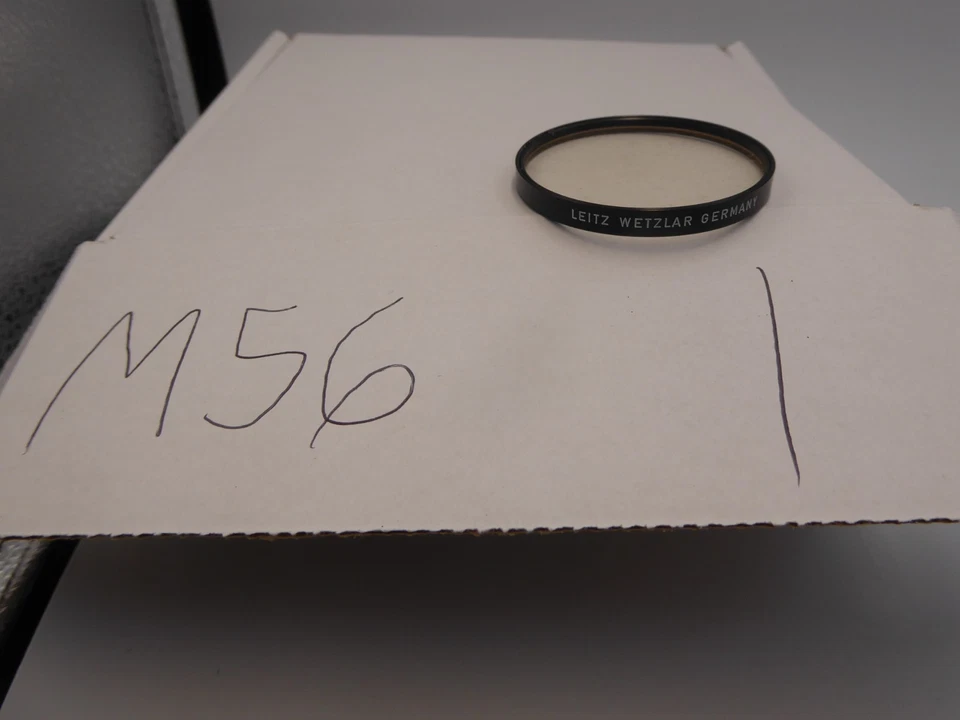 LEITZ WETZLAR GERMANY
M56 1